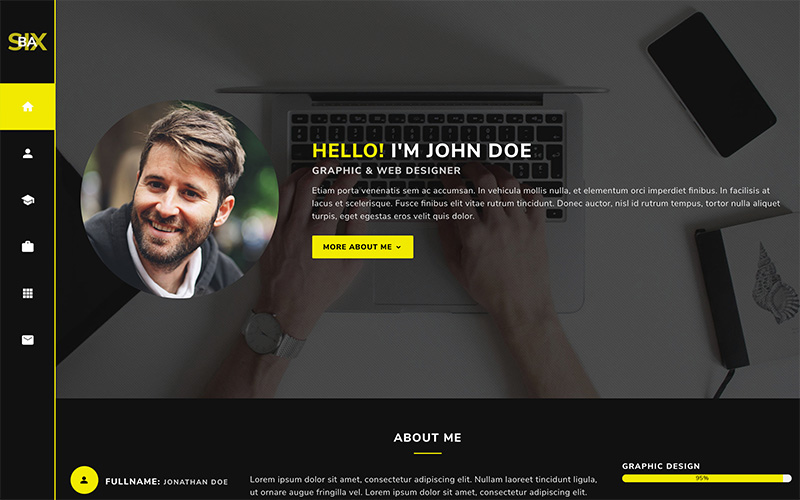 SIX
BA
HELLO! I'M JOHN DOE
GRAPHIC & WEB DESIGNER
Etiam porta venenatis sem ac accumsan. In vehicula mollis nulla, et elementum orci imperdiet finibus. In facilisis at
lacus et scelerisque. Fusce finibus elit vitae rutrum tincidunt. Donec auctor, nisl id rutrum tempus, tortor nulla aliquet
turpis, eget egestas eros velit quis dolor.
MORE ABOUT ME
ABOUT ME
FULLNAME: JONATHAN DOE
Lorem ipsum dolor sit amet, consectetur adipiscing elit. Nullam laoreet tincidunt ligula,
ut augue fringilla vel. Lorem ipsum dolor sit amet, consectetur adipiscing elit.
GRAPHIC DESIGN
95%